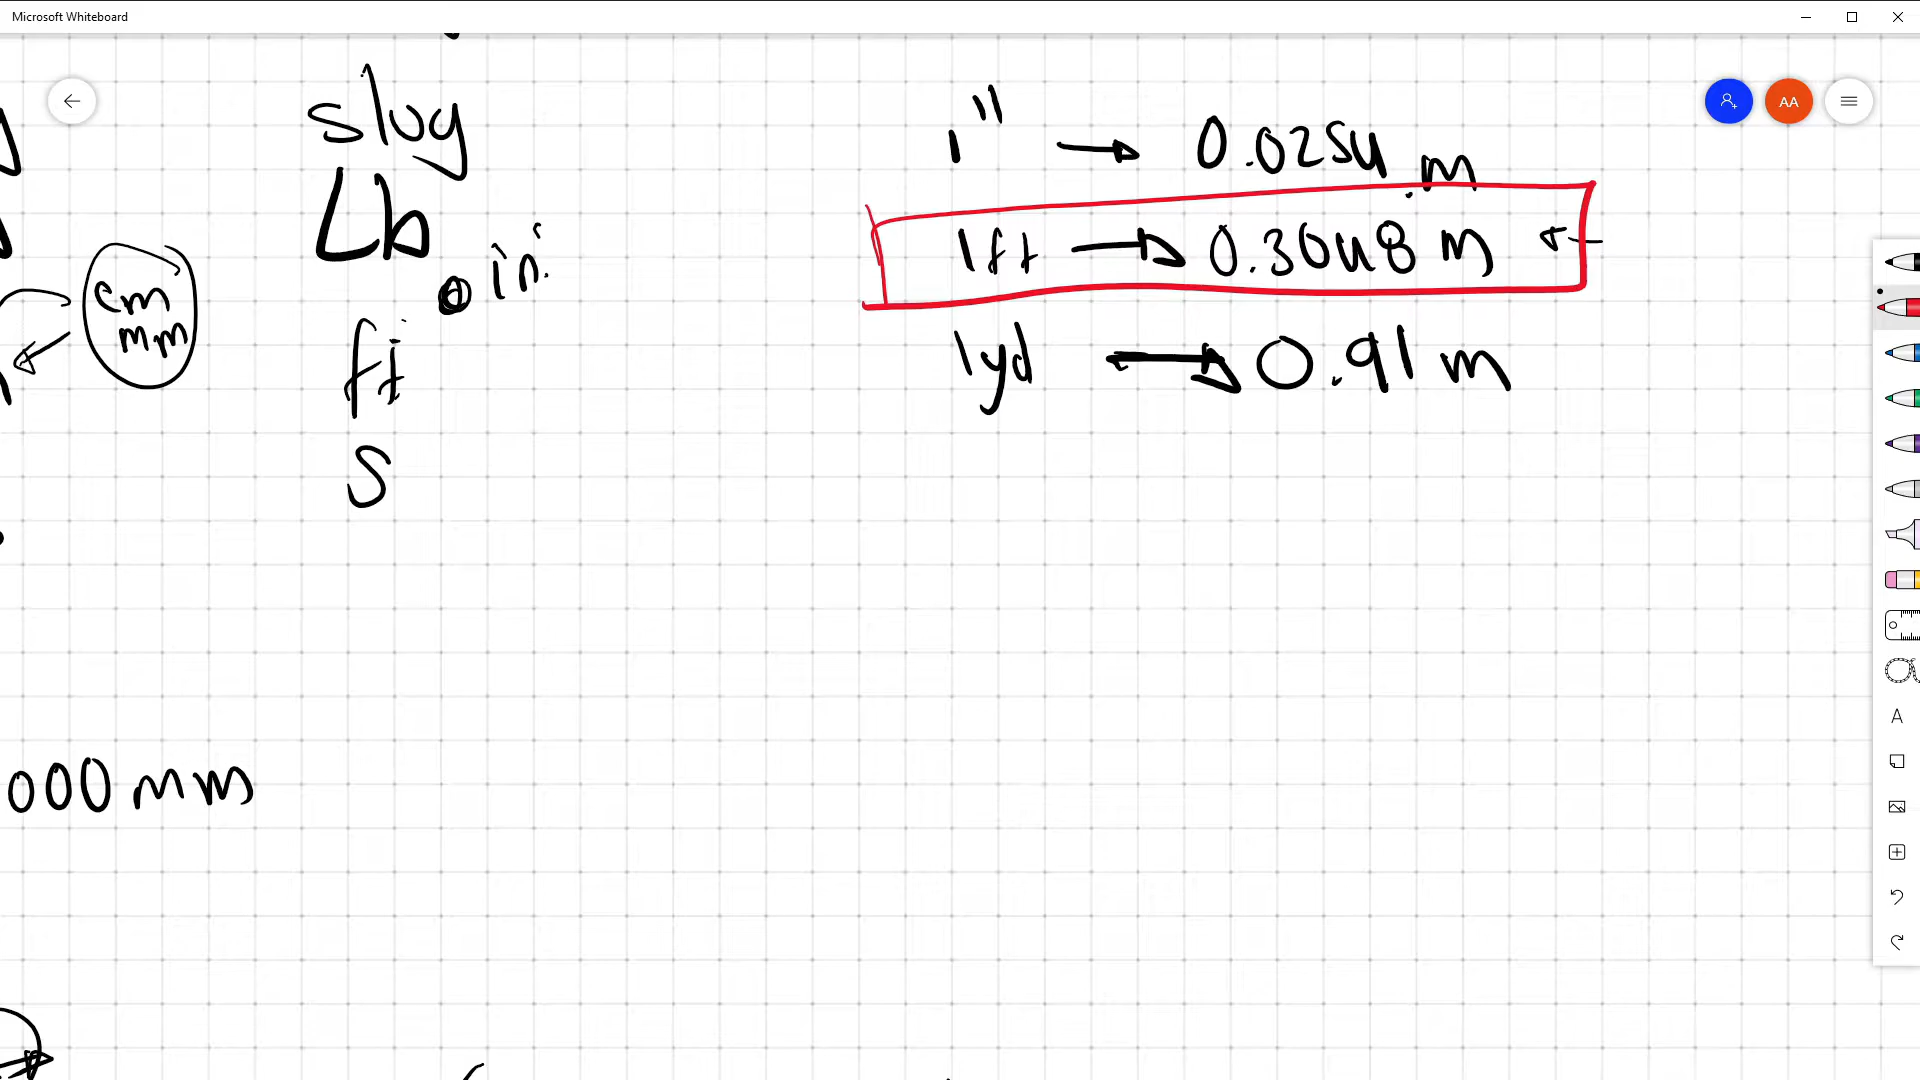 Microsoft Whiteboard
AA
slug
Lb
in.
ft
s
cm
mm
000 mm
1" → 0.0254 m
1ft → 0.3048 m ←
1yd → 0.91 m
A